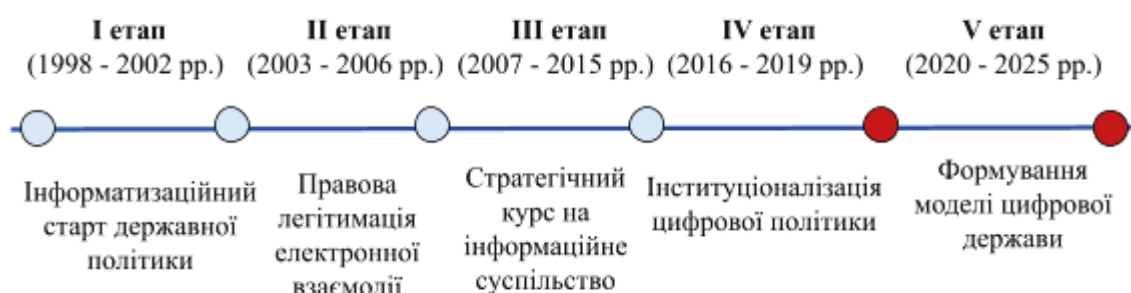 I етап
(1998 - 2002 рр.)
II етап
(2003 - 2006 рр.)
III етап
(2007 - 2015 рр.)
IV етап
(2016 - 2019 рр.)
V етап
(2020 - 2025 рр.)
Інформатизаційний
старт державної
політики
Правова
легітимація
електронної
взаємодії
Стратегічний
курс на
інформаційне
суспільство
Інституціоналізація
цифрової політики
Формування
моделі цифрової
держави